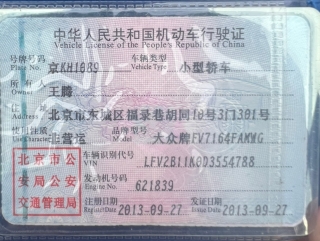 中华人民共和国机动车行驶证
Vehicle License of the People's Republic of China
号牌号码 京KH1089 车辆类型 小型轿车
Plate No. Vehicle Type
所有人 王腾
Owner
住址 北京市东城区福录巷胡同10号3门301号
Address
使用性质 非营运 品牌型号 大众牌FV7164FAKWG
北京市公安局公安交通管理局
车辆识别代号 LFV2B11K0D3554788
VIN
发动机号码 621839
Engine No.
注册日期 2013-09-27 发证日期 2013-09-27
Register Date Issue Date